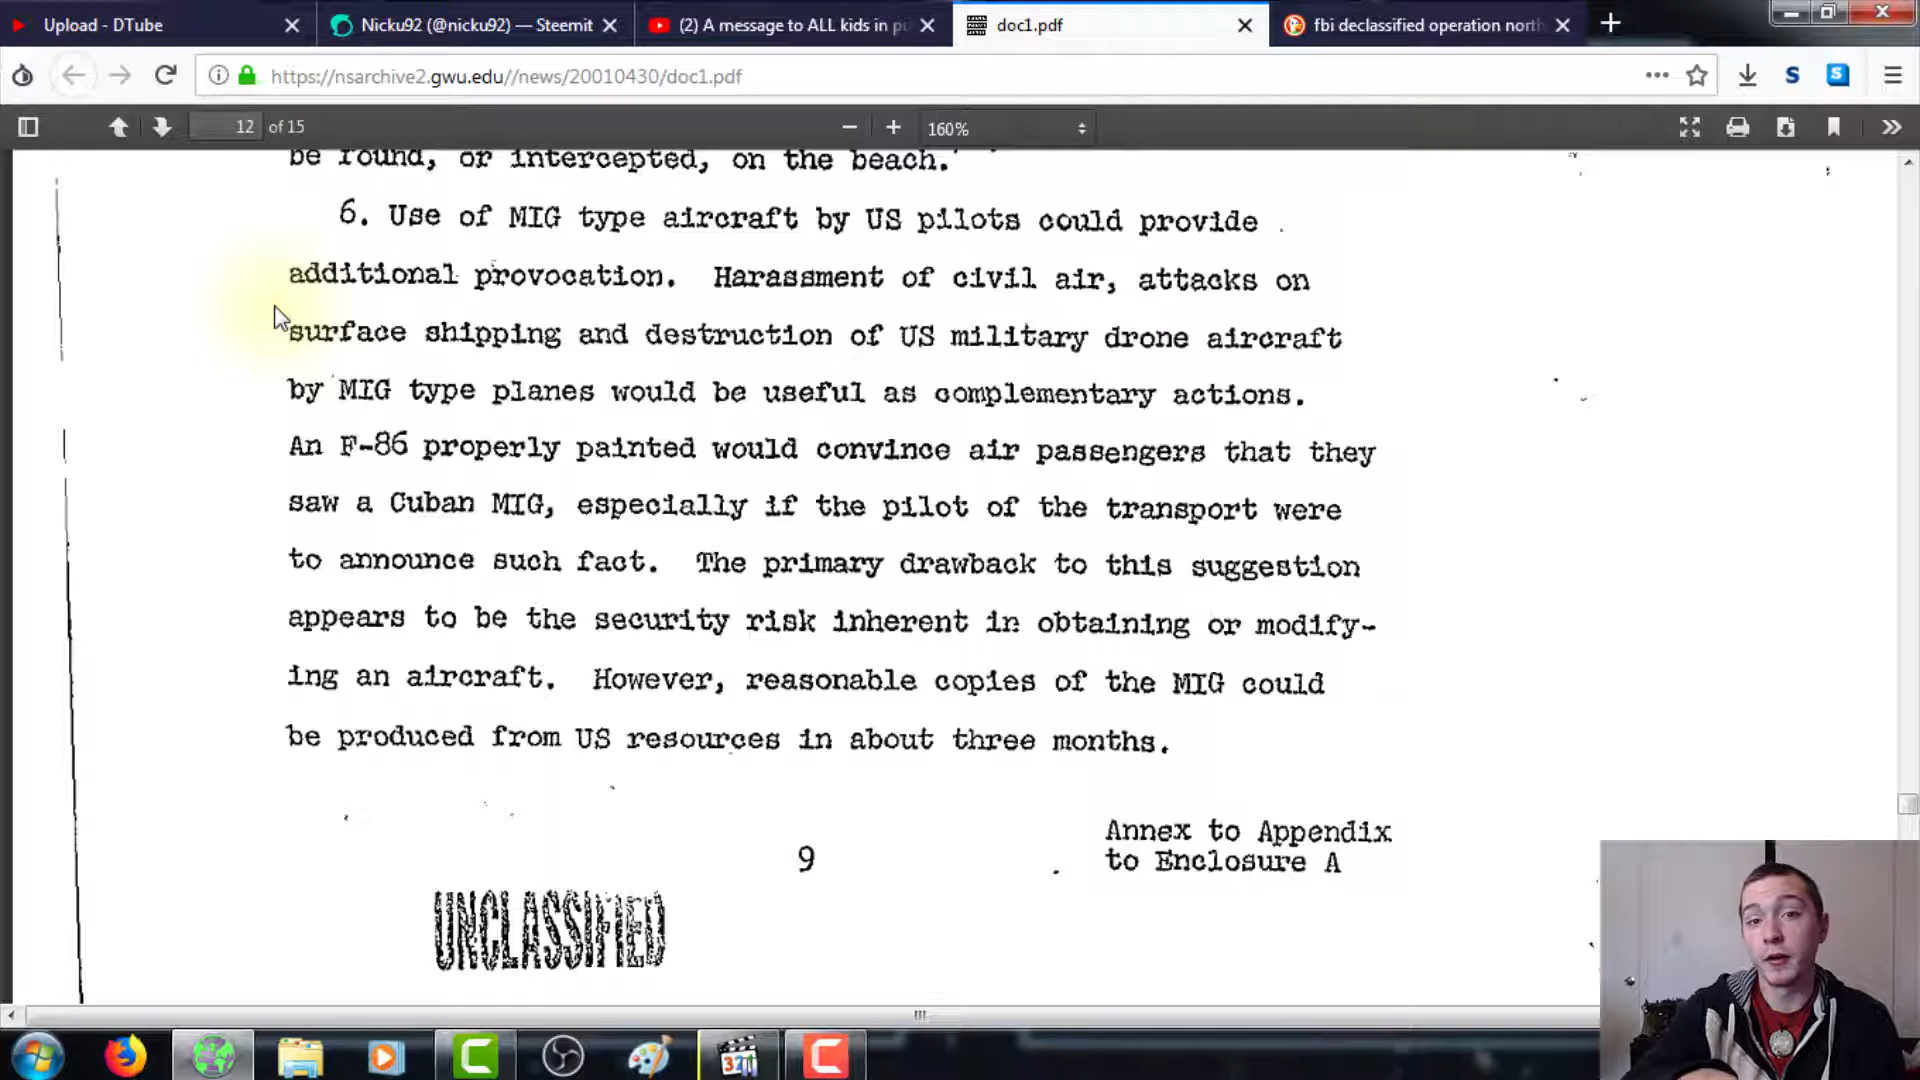 Upload - DTube
Nicku92 (@nicku92) — Steemit
(2) A message to ALL kids in pu
doc1.pdf
fbi declassified operation north
https://nsarchive2.gwu.edu//news/20010430/doc1.pdf
12 of 15
160%
be found, or intercepted, on the beach.
6. Use of MIG type aircraft by US pilots could provide
additional provocation. Harassment of civil air, attacks on
surface shipping and destruction of US military drone aircraft
by MIG type planes would be useful as complementary actions.
An F-86 properly painted would convince air passengers that they
saw a Cuban MIG, especially if the pilot of the transport were
to announce such fact. The primary drawback to this suggestion
appears to be the security risk inherent in obtaining or modify-
ing an aircraft. However, reasonable copies of the MIG could
be produced from US resources in about three months.
Annex to Appendix
to Enclosure A
9
UNCLASSIFIED
321